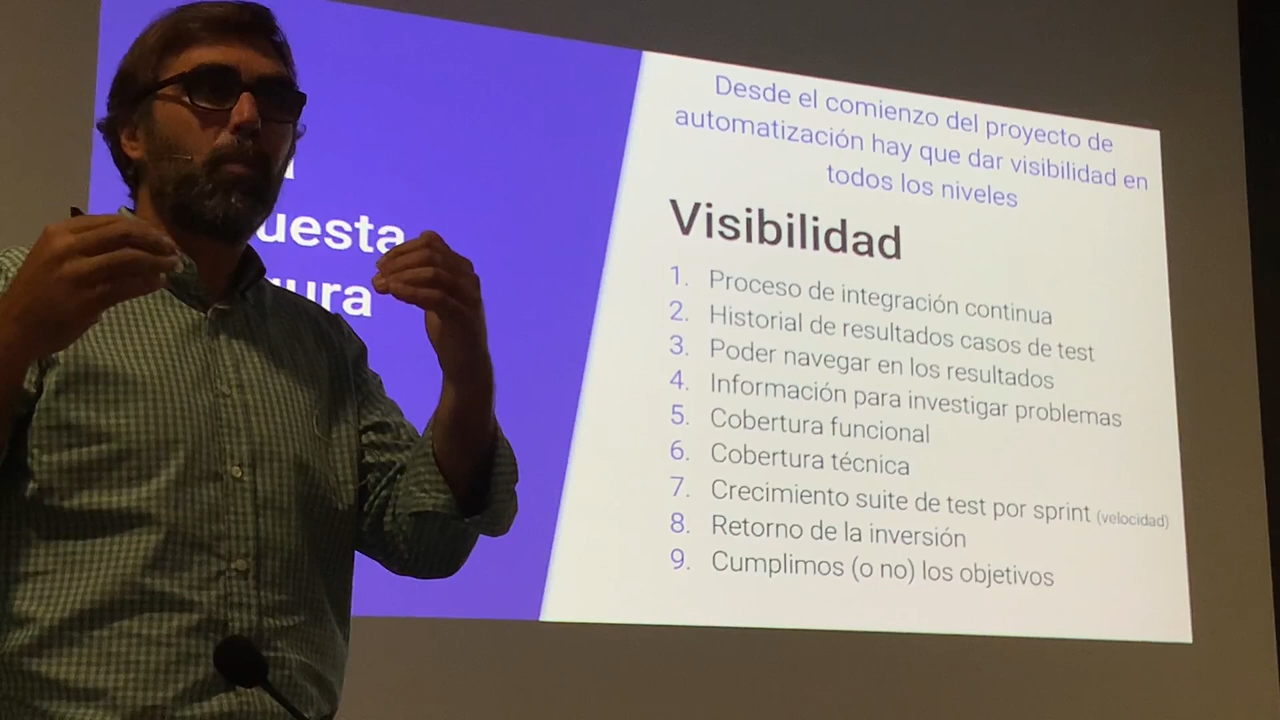 uesta
ura
Desde el comienzo del proyecto de
automatización hay que dar visibilidad en
todos los niveles
Visibilidad
1. Proceso de integración continua
2. Historial de resultados casos de test
3. Poder navegar en los resultados
4. Información para investigar problemas
5. Cobertura funcional
6. Cobertura técnica
7. Crecimiento suite de test por sprint (velocidad)
8. Retorno de la inversión
9. Cumplimos (o no) los objetivos